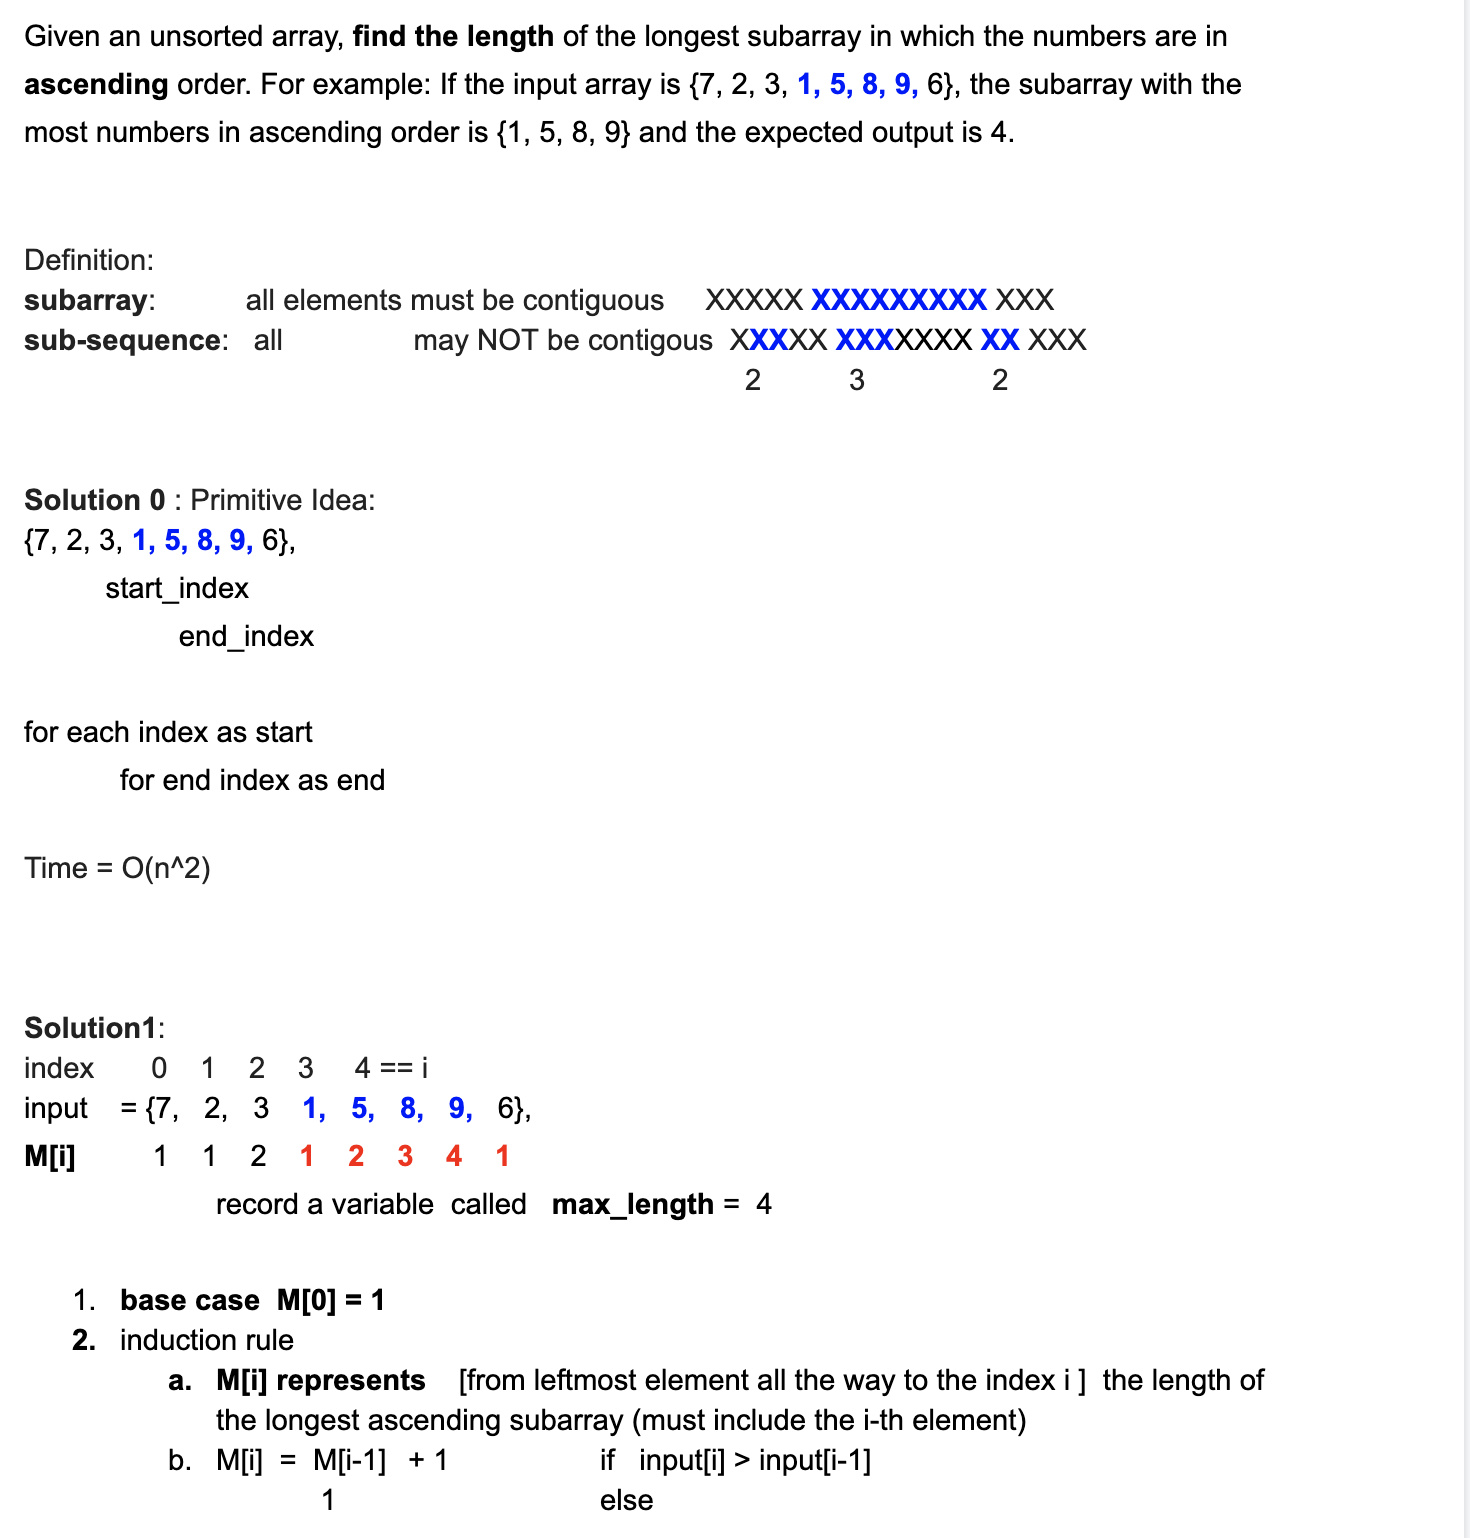 Given an unsorted array, find the length of the longest subarray in which the numbers are in
ascending order. For example: If the input array is {7, 2, 3, 1, 5, 8, 9, 6}, the subarray with the
most numbers in ascending order is {1, 5, 8, 9} and the expected output is 4.
Definition:
subarray: all elements must be contiguous XXXXX XXXXXXXXX XXX
sub-sequence: all may NOT be contigous XXXXX XXXXXXX XX XXX
2 3 2
Solution 0 : Primitive Idea:
{7, 2, 3, 1, 5, 8, 9, 6},
start_index
end_index
for each index as start
for end index as end
Time = O(n^2)
Solution1:
index 0 1 2 3 4 == i
input = {7, 2, 3 1, 5, 8, 9, 6},
M[i] 1 1 2 1 2 3 4 1
record a variable called max_length = 4
1. base case M[0] = 1
2. induction rule
a. M[i] represents [from leftmost element all the way to the index i ] the length of
the longest ascending subarray (must include the i-th element)
b. M[i] = M[i-1] + 1 if input[i] > input[i-1]
1 else